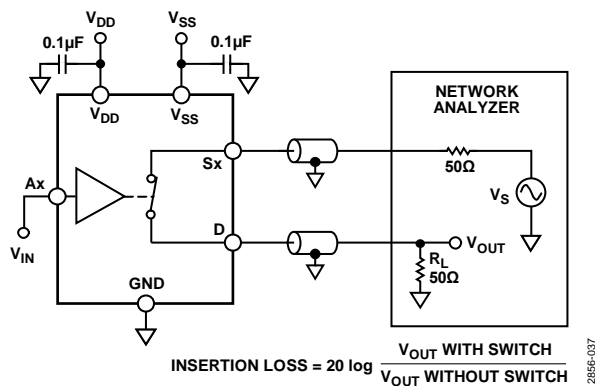 VDD
VSS
0.1µF
0.1µF
VDD
VSS
NETWORK
ANALYZER
Sx
50Ω
VS
Ax
VIN
D
VOUT
RL
50Ω
GND
INSERTION LOSS = 20 log VOUT WITH SWITCH
VOUT WITHOUT SWITCH
2856-037